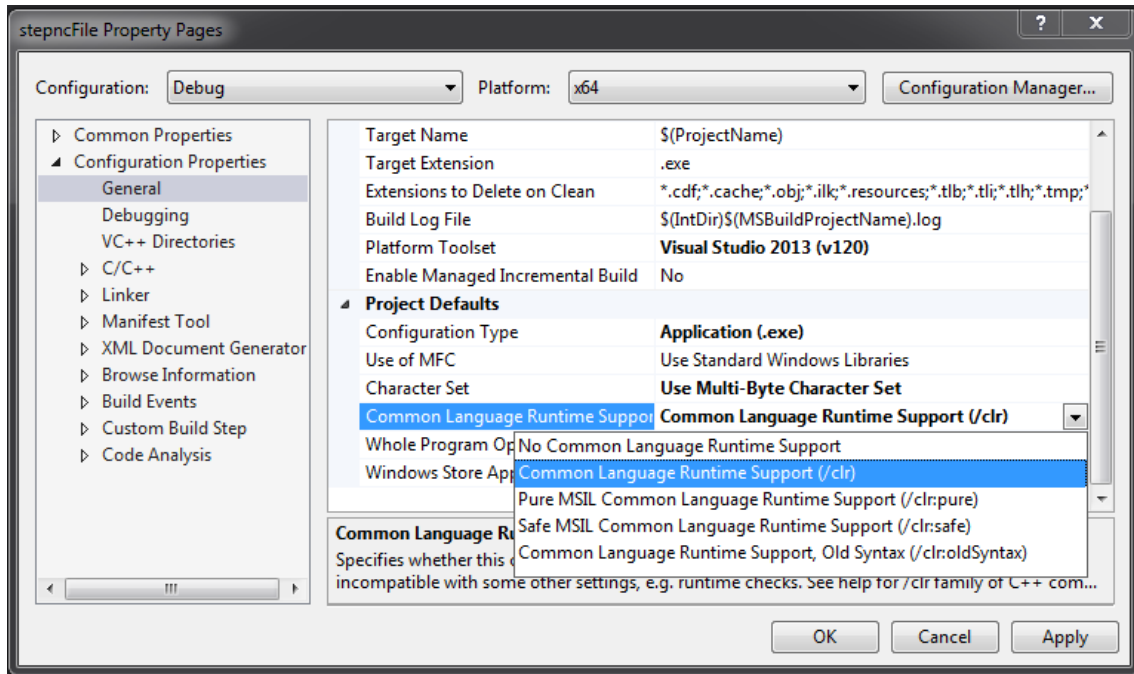 stepncFile Property Pages
? x
Configuration: Debug Platform: x64 Configuration Manager...
Common Properties
Configuration Properties
General
Debugging
VC++ Directories
C/C++
Linker
Manifest Tool
XML Document Generator
Browse Information
Build Events
Custom Build Step
Code Analysis
Target Name $(ProjectName)
Target Extension .exe
Extensions to Delete on Clean *.cdf;*.cache;*.obj;*.ilk;*.resources;*.tlb;*.tli;*.tlh;*.tmp;*
Build Log File $(IntDir)$(MSBuildProjectName).log
Platform Toolset Visual Studio 2013 (v120)
Enable Managed Incremental Build No
Project Defaults
Configuration Type Application (.exe)
Use of MFC Use Standard Windows Libraries
Character Set Use Multi-Byte Character Set
Common Language Runtime Suppor Common Language Runtime Support (/clr)
Whole Program Op
Windows Store App
No Common Language Runtime Support
Common Language Runtime Support (/clr)
Pure MSIL Common Language Runtime Support (/clr:pure)
Safe MSIL Common Language Runtime Support (/clr:safe)
Common Language Runtime Support, Old Syntax (/clr:oldSyntax)
Common Language Ru
Specifies whether this c
incompatible with some other settings, e.g. runtime checks. See help for /clr family of C++ com...
OK Cancel Apply